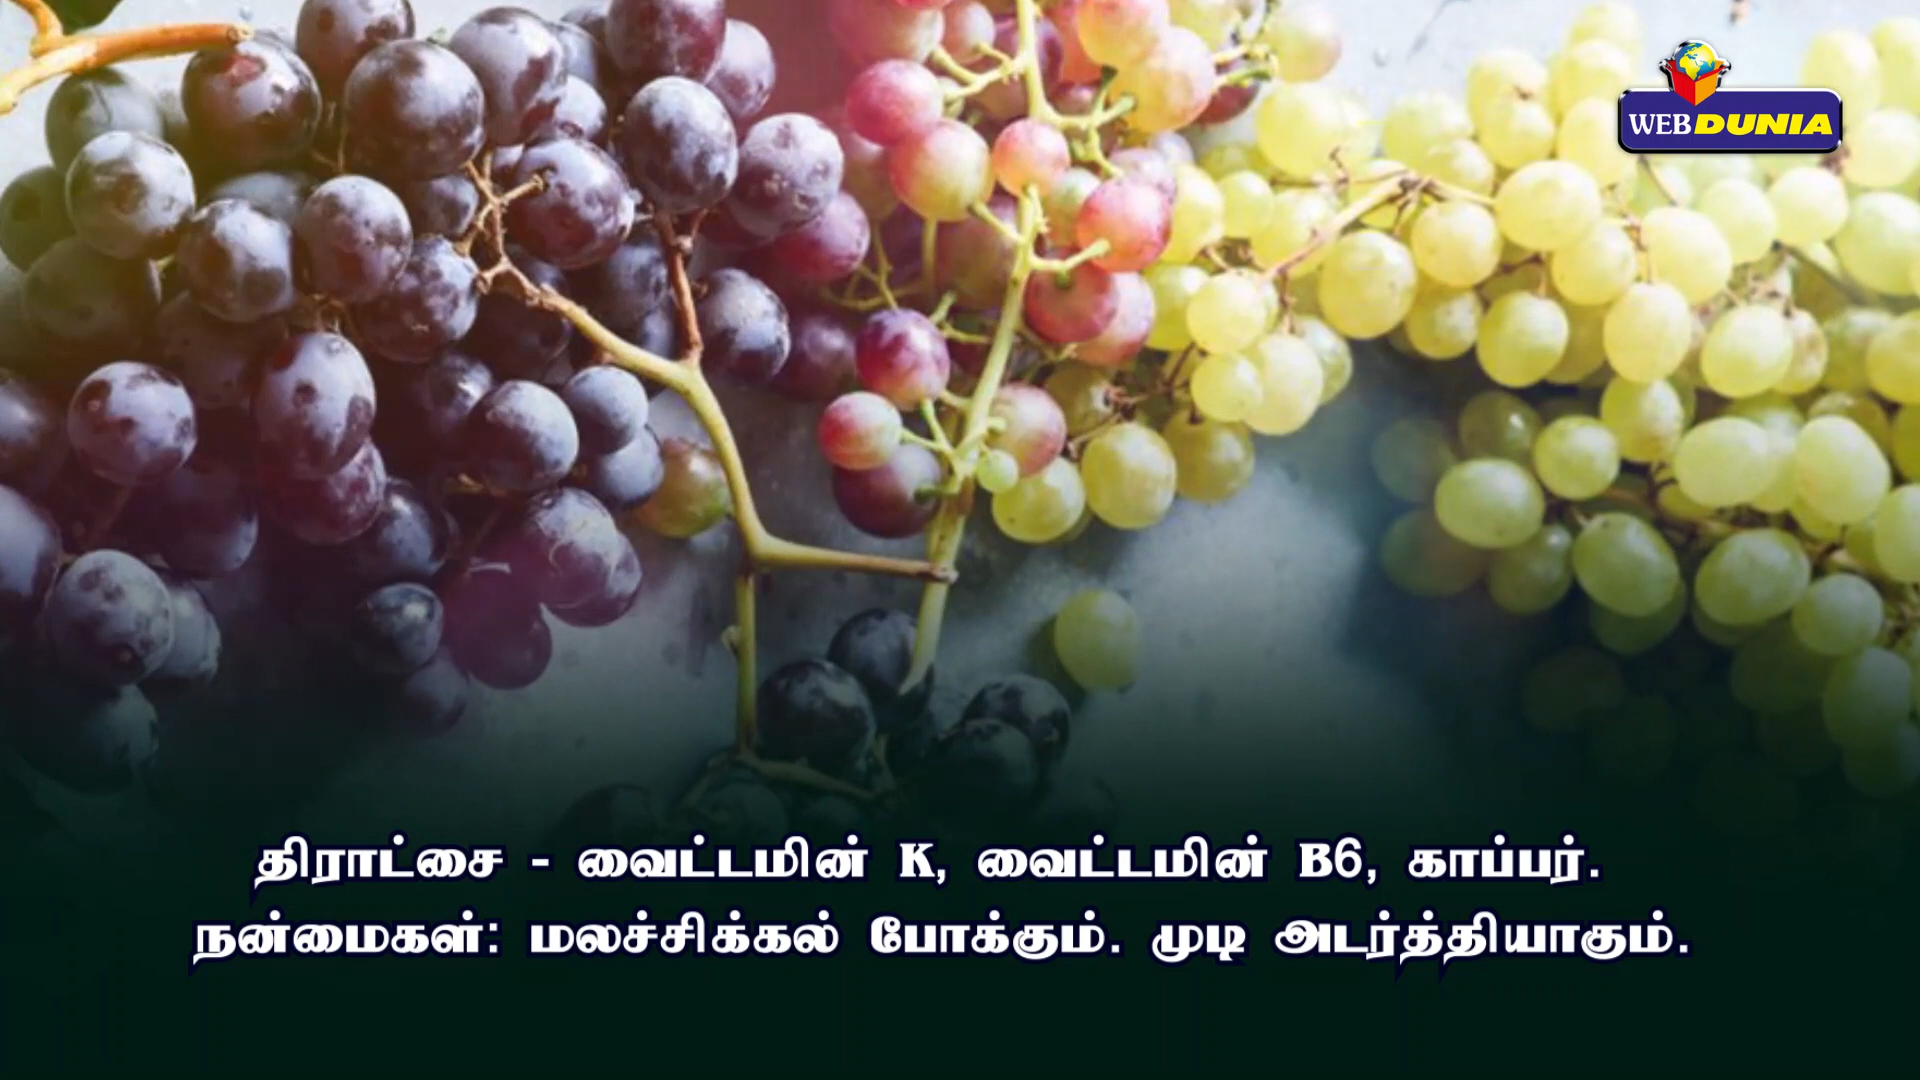 WEBDUNIA
திராட்சை - வைட்டமின் K, வைட்டமின் B6, காப்பர்.
நன்மைகள்: மலச்சிக்கல் போக்கும். முடி அடர்த்தியாகும்.